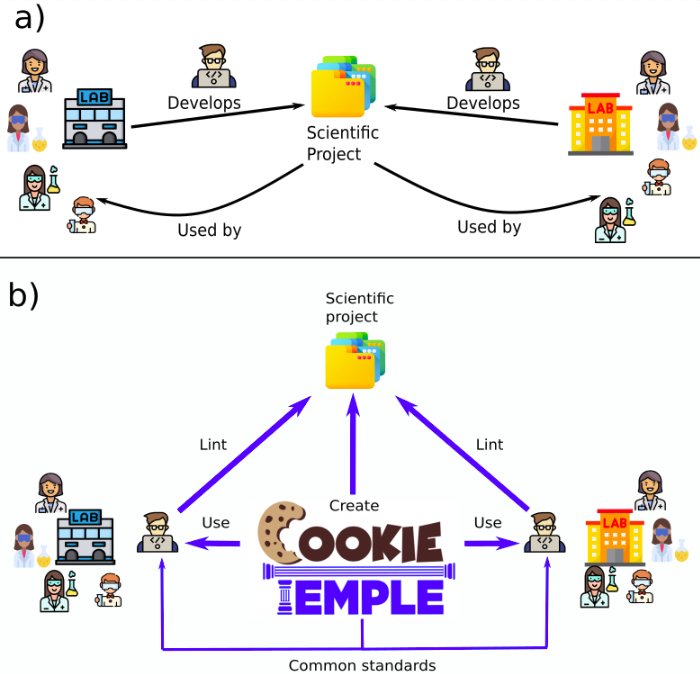 a)
LAB
Develops
Scientific
Project
Develops
LAB
Used by
Used by
b)
Scientific
project
Lint
Lint
LAB
Use
Create
Use
LAB
COOKIE
TEMPLE
Common standards